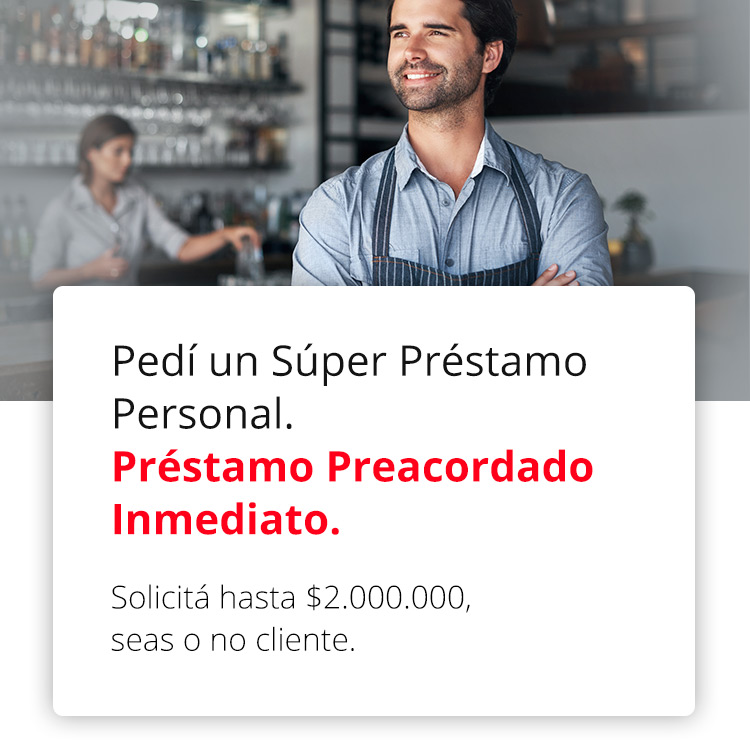 Pedí un Súper Préstamo
Personal.
Préstamo Preacordado
Inmediato.
Solicitá hasta $2.000.000,
seas o no cliente.